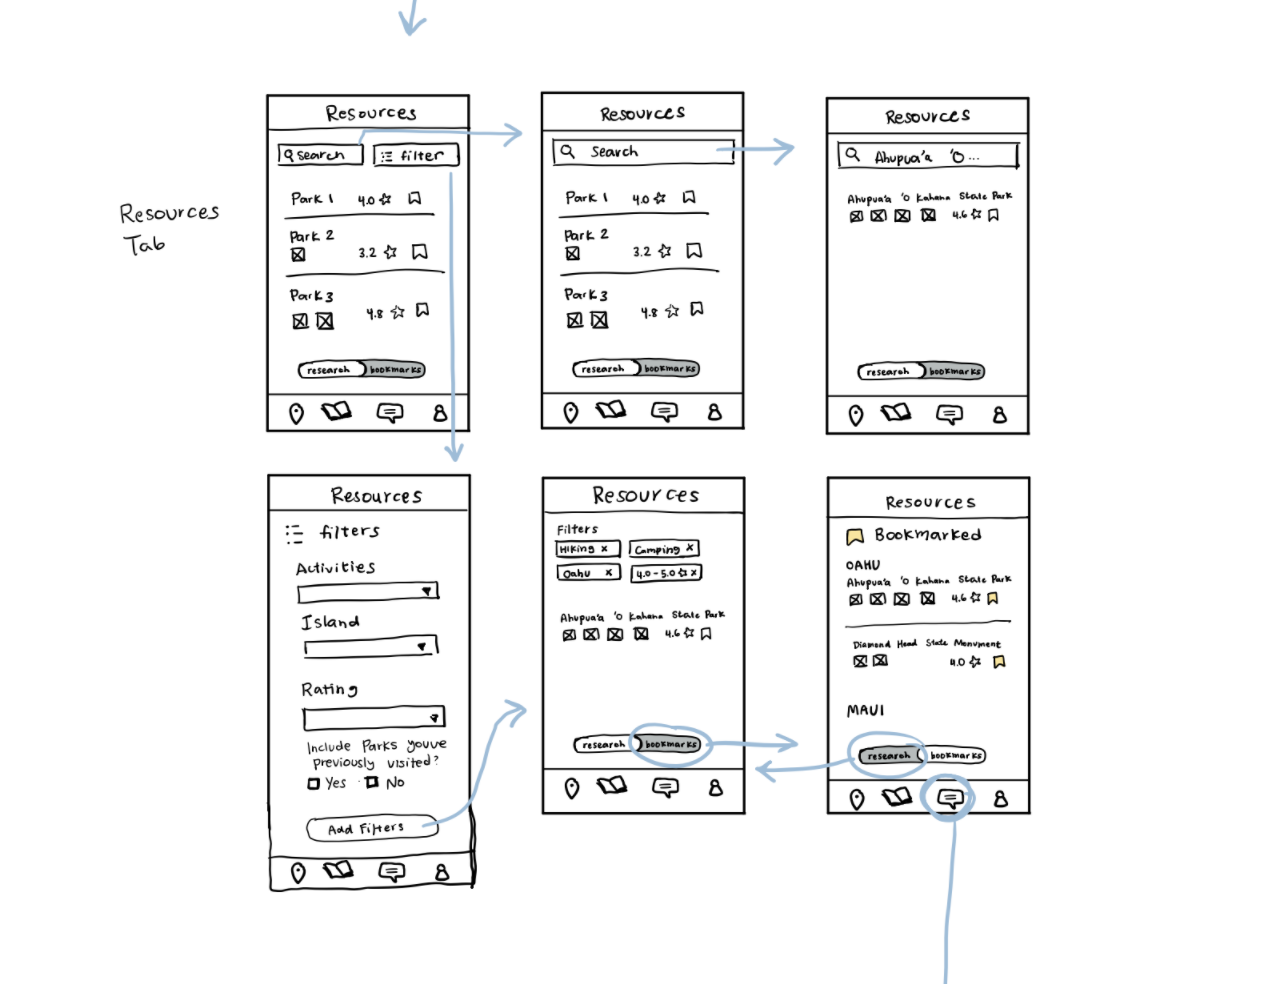 Resources
Tab
Resources
search
filter
Park 1 4.0
Park 2
3.2
Park 3
4.8
research bookmarks
Resources
Search
Park 1 4.0
Park 2
3.2
Park 3
4.8
research bookmarks
Resources
Ahupua'a 'O...
Ahupua'a 'O Kahana State Park
4.6
research bookmarks
Resources
filters
Activities
Island
Rating
Include Parks youve
previously visited?
Yes No
Add Filters
Resources
Filters
Hiking x Camping x
Oahu x 4.0-5.0 x
Ahupua'a 'O Kahana State Park
4.6
research bookmarks
Resources
Bookmarked
OAHU
Ahupua'a 'O Kahana State Park
4.6
Diamond Head State Monument
4.0
MAUI
research bookmarks